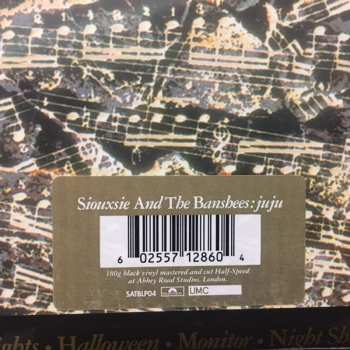 Siouxsie And The Banshees: juju
6 02557 12860 4
180g black vinyl mastered and cut Half-Speed
at Abbey Road Studios, London.
SATBLP04 UMC
ights • Halloween • Monitor • Night Sh